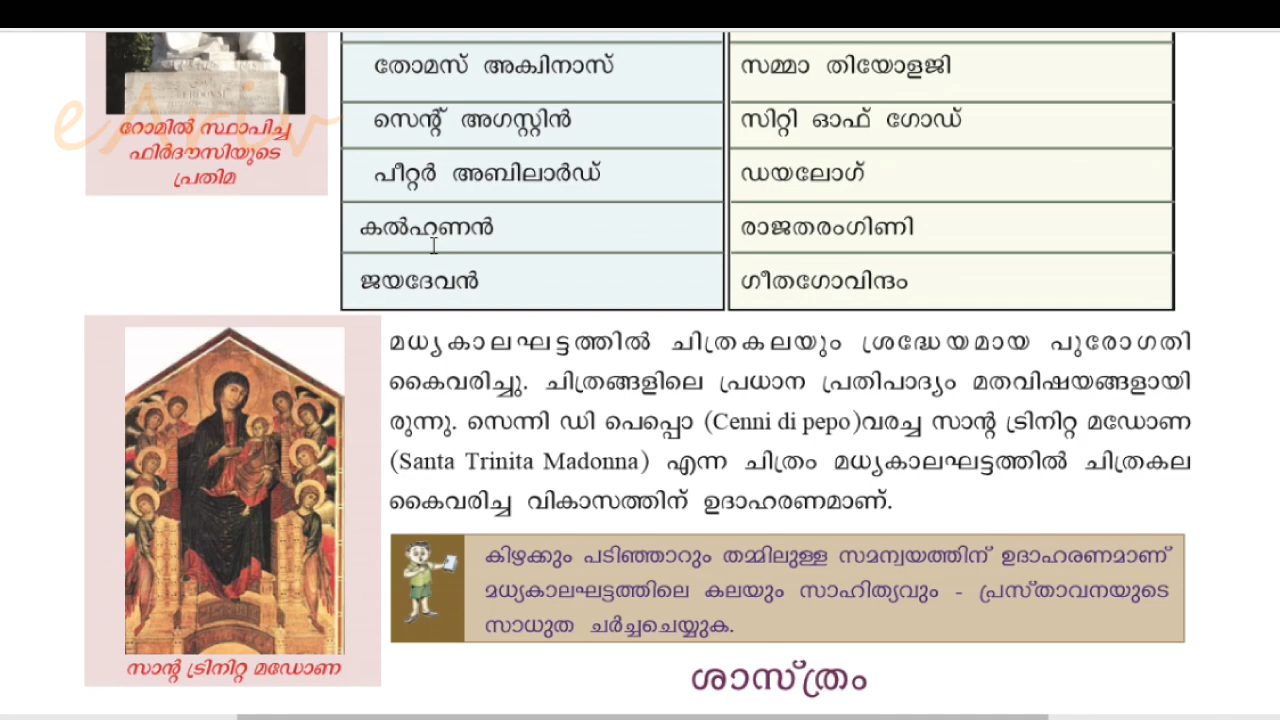 eAriv
റോമിൽ സ്ഥാപിച്ച
ഫിർദൗസിയുടെ
പ്രതിമ
തോമസ് അക്വിനാസ് സമ്മാ തിയോളജി
സെന്റ് അഗസ്റ്റിൻ സിറ്റി ഓഫ് ഗോഡ്
പീറ്റർ അബിലാർഡ് ഡയലോഗ്
കൽഹണൻ രാജതരംഗിണി
ജയദേവൻ ഗീതഗോവിന്ദം
മധ്യകാലഘട്ടത്തിൽ ചിത്രകലയും ശ്രദ്ധേയമായ പുരോഗതി
കൈവരിച്ചു. ചിത്രങ്ങളിലെ പ്രധാന പ്രതിപാദ്യം മതവിഷയങ്ങളായി
രുന്നു. സെന്നി ഡി പെപ്പൊ (Cenni di pepo)വരച്ച സാന്റ ട്രിനിറ്റ മഡോണ
(Santa Trinita Madonna) എന്ന ചിത്രം മധ്യകാലഘട്ടത്തിൽ ചിത്രകല
കൈവരിച്ച വികാസത്തിന് ഉദാഹരണമാണ്.
കിഴക്കും പടിഞ്ഞാറും തമ്മിലുള്ള സമന്വയത്തിന് ഉദാഹരണമാണ്
മധ്യകാലഘട്ടത്തിലെ കലയും സാഹിത്യവും - പ്രസ്താവനയുടെ
സാധുത ചർച്ചചെയ്യുക.
സാന്റ ട്രിനിറ്റ മഡോണ
ശാസ്ത്രം